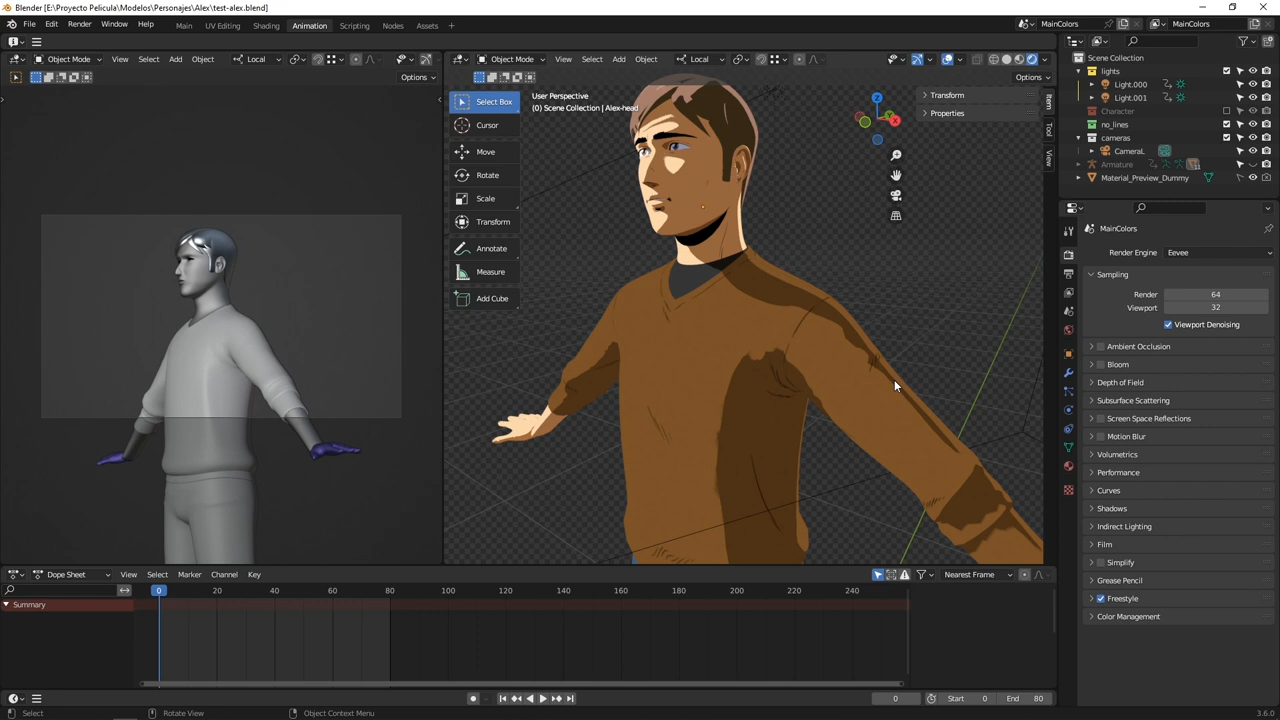 Blender [E:\Proyecto Pelicula\Modelos\Personajes\Alex\test-alex.blend]
File Edit Render Window Help
Main UV Editing Shading Animation Scripting Nodes Assets +
MainColors MainColors
Object Mode View Select Add Object Local
Object Mode View Select Add Object Local
Options
Options
Select Box
Cursor
Move
Rotate
Scale
Transform
Annotate
Measure
Add Cube
User Perspective
(0) Scene Collection | Alex-head
Z
X
Transform
Properties
Item
Tool
View
Scene Collection
lights
Light.000
Light.001
Character
no_lines
cameras
CameraL
Armature
Material_Preview_Dummy
MainColors
Render Engine Eevee
Sampling
Render 64
Viewport 32
Viewport Denoising
Ambient Occlusion
Bloom
Depth of Field
Subsurface Scattering
Screen Space Reflections
Motion Blur
Volumetrics
Performance
Curves
Shadows
Indirect Lighting
Film
Simplify
Grease Pencil
Freestyle
Color Management
Dope Sheet View Select Marker Channel Key
Nearest Frame
0 20 40 60 80 100 120 140 160 180 200 220 240
Summary
0 Start 0 End 80
Select Rotate View Object Context Menu
3.6.0